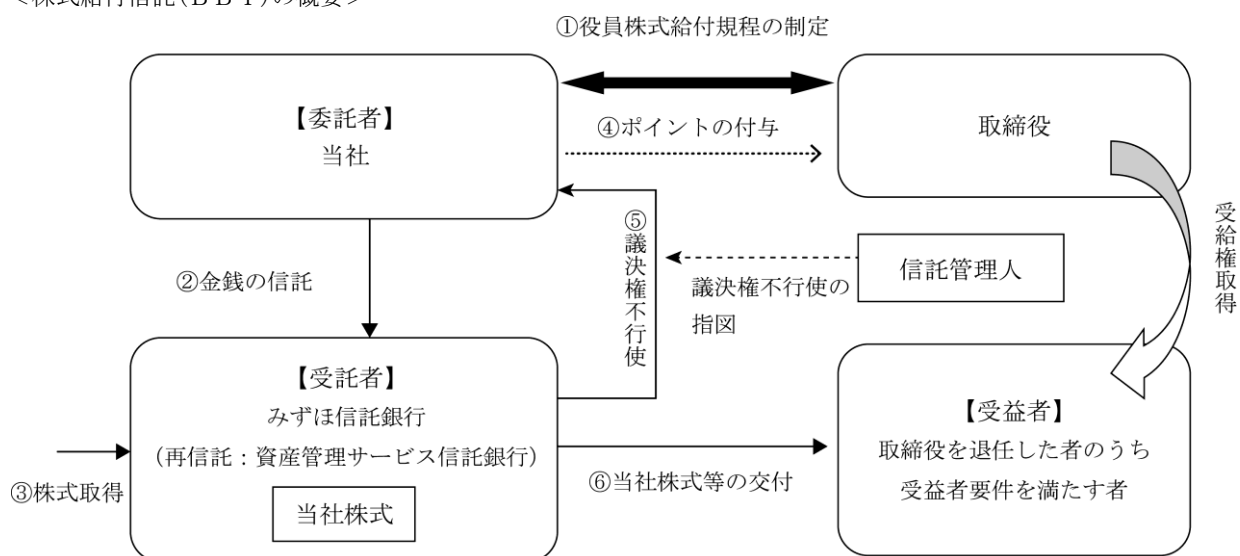 ＜株式給付信託(ＢＢＴ)の概要＞
①役員株式給付規程の制定
【委託者】
当社
④ポイントの付与
取締役
②金銭の信託
⑤議決権不行使
議決権不行使の
指図
信託管理人
受給権取得
【受託者】
みずほ信託銀行
(再信託：資産管理サービス信託銀行)
当社株式
③株式取得
⑥当社株式等の交付
【受益者】
取締役を退任した者のうち
受益者要件を満たす者